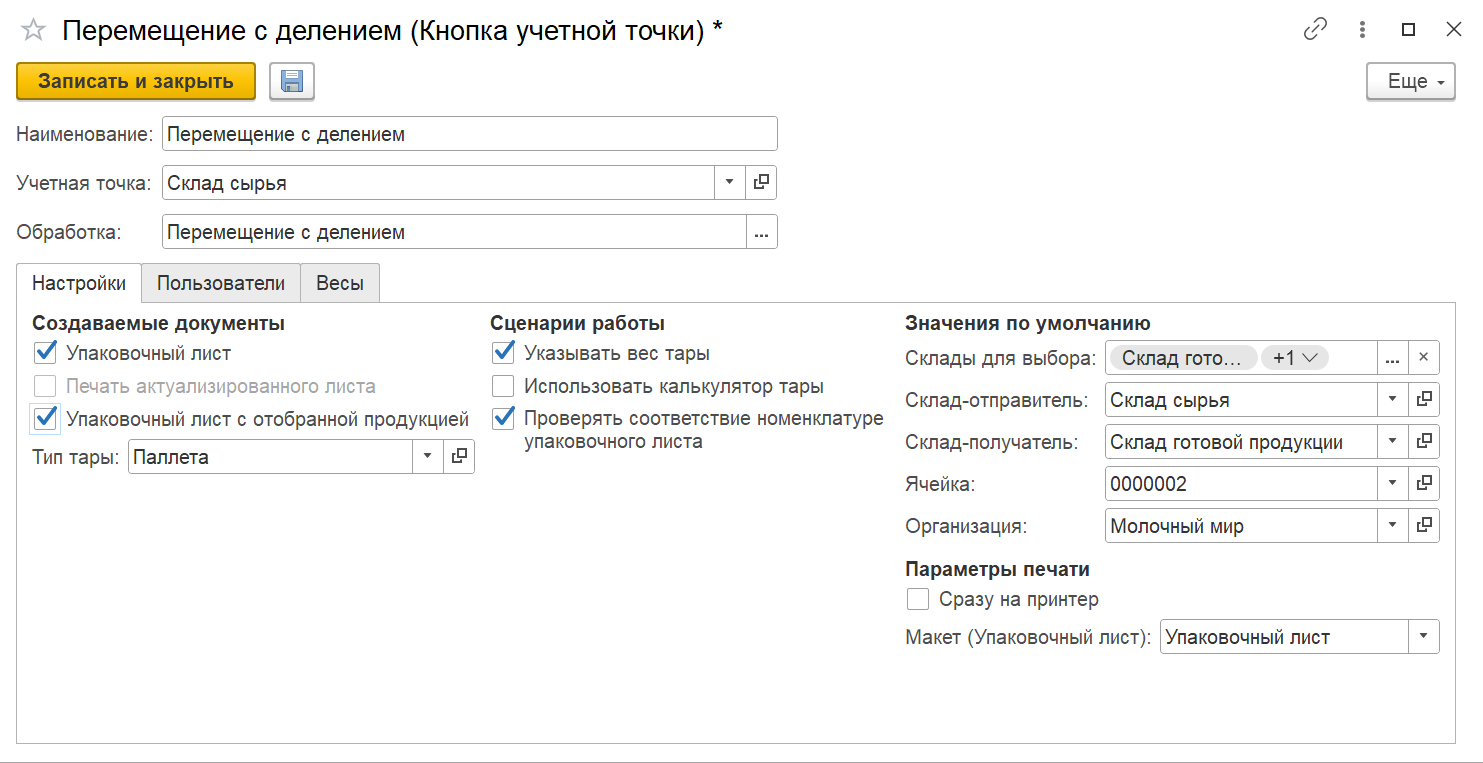 Перемещение с делением (Кнопка учетной точки) *
Записать и закрыть
Еще
Наименование: Перемещение с делением
Учетная точка: Склад сырья
Обработка: Перемещение с делением ...
Настройки Пользователи Весы
Создаваемые документы
Упаковочный лист
Печать актуализированного листа
Упаковочный лист с отобранной продукцией
Тип тары: Паллета
Сценарии работы
Указывать вес тары
Использовать калькулятор тары
Проверять соответствие номенклатуре
упаковочного листа
Значения по умолчанию
Склады для выбора: Склад гото... +1 ... ×
Склад-отправитель: Склад сырья
Склад-получатель: Склад готовой продукции
Ячейка: 0000002
Организация: Молочный мир
Параметры печати
Сразу на принтер
Макет (Упаковочный лист): Упаковочный лист